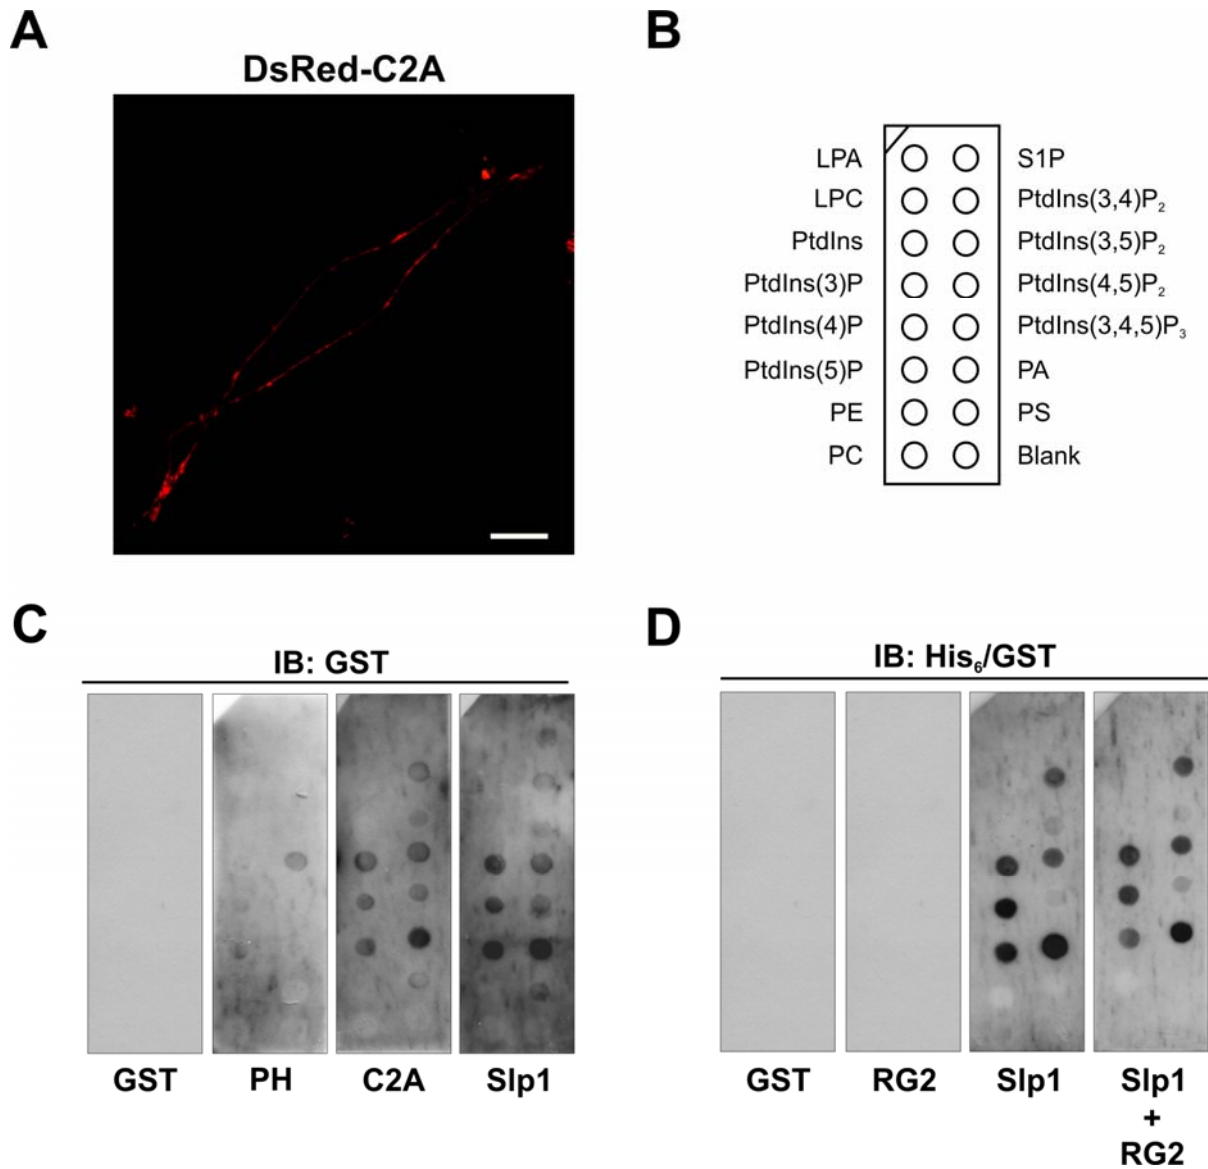 A
DsRed-C2A
B
LPA S1P
LPC PtdIns(3,4)P₂
PtdIns PtdIns(3,5)P₂
PtdIns(3)P PtdIns(4,5)P₂
PtdIns(4)P PtdIns(3,4,5)P₃
PtdIns(5)P PA
PE PS
PC Blank
C
IB: GST
GST PH C2A Slp1
D
IB: His₆/GST
GST RG2 Slp1 Slp1
+
RG2